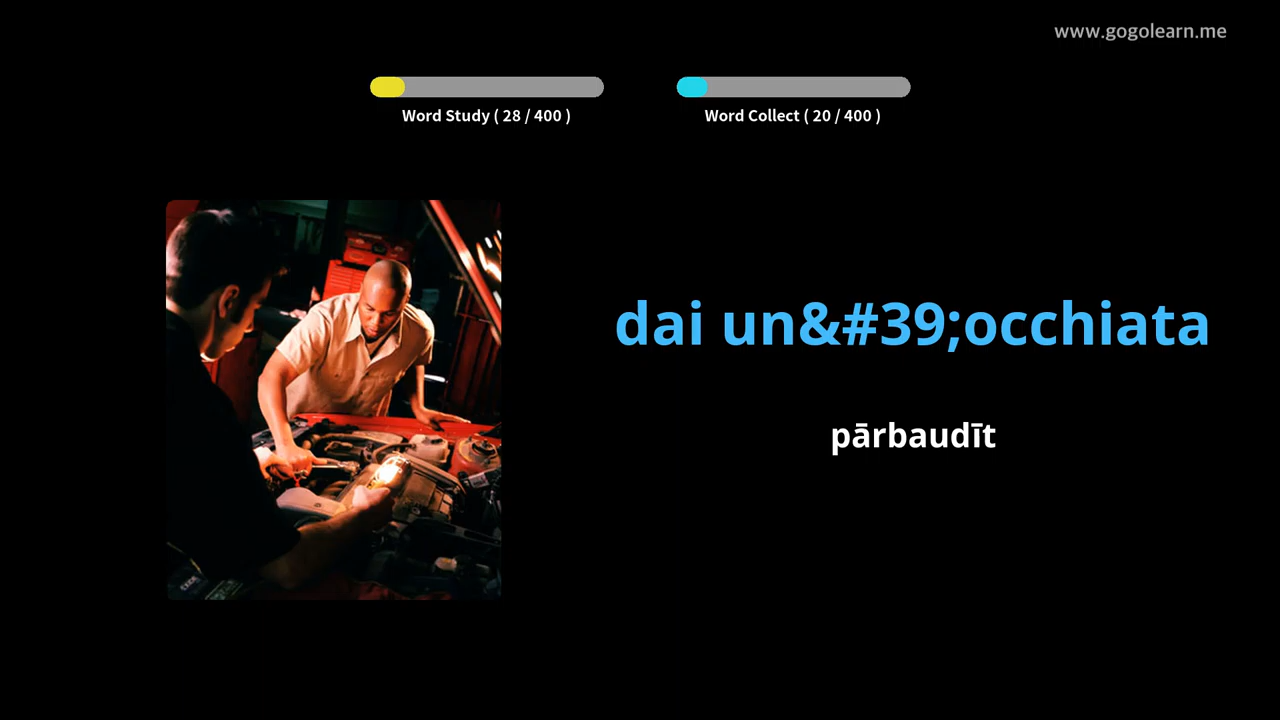 www.gogolearn.me
Word Study ( 28 / 400 )
Word Collect ( 20 / 400 )
dai un&#39;occhiata
pārbaudīt